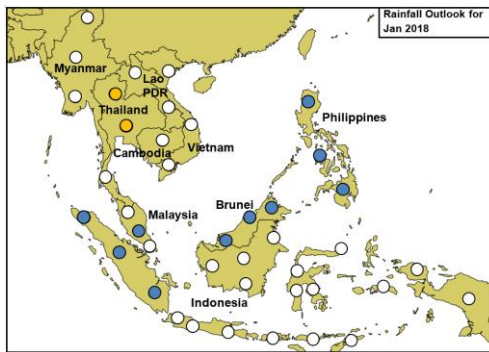 Rainfall Outlook for
Jan 2018
Myanmar
Lao
PDR
Thailand
Philippines
Cambodia
Vietnam
Malaysia
Brunei
Indonesia